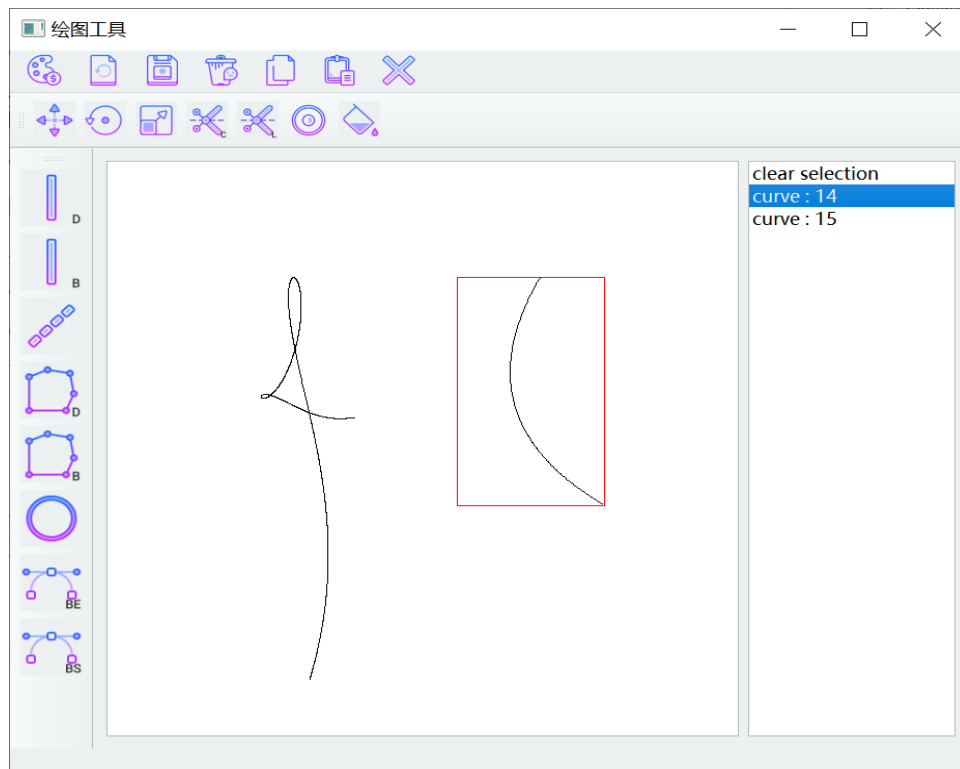 绘图工具
$
C
L
clear selection
curve : 14
curve : 15
D
B
D
B
BE
BS